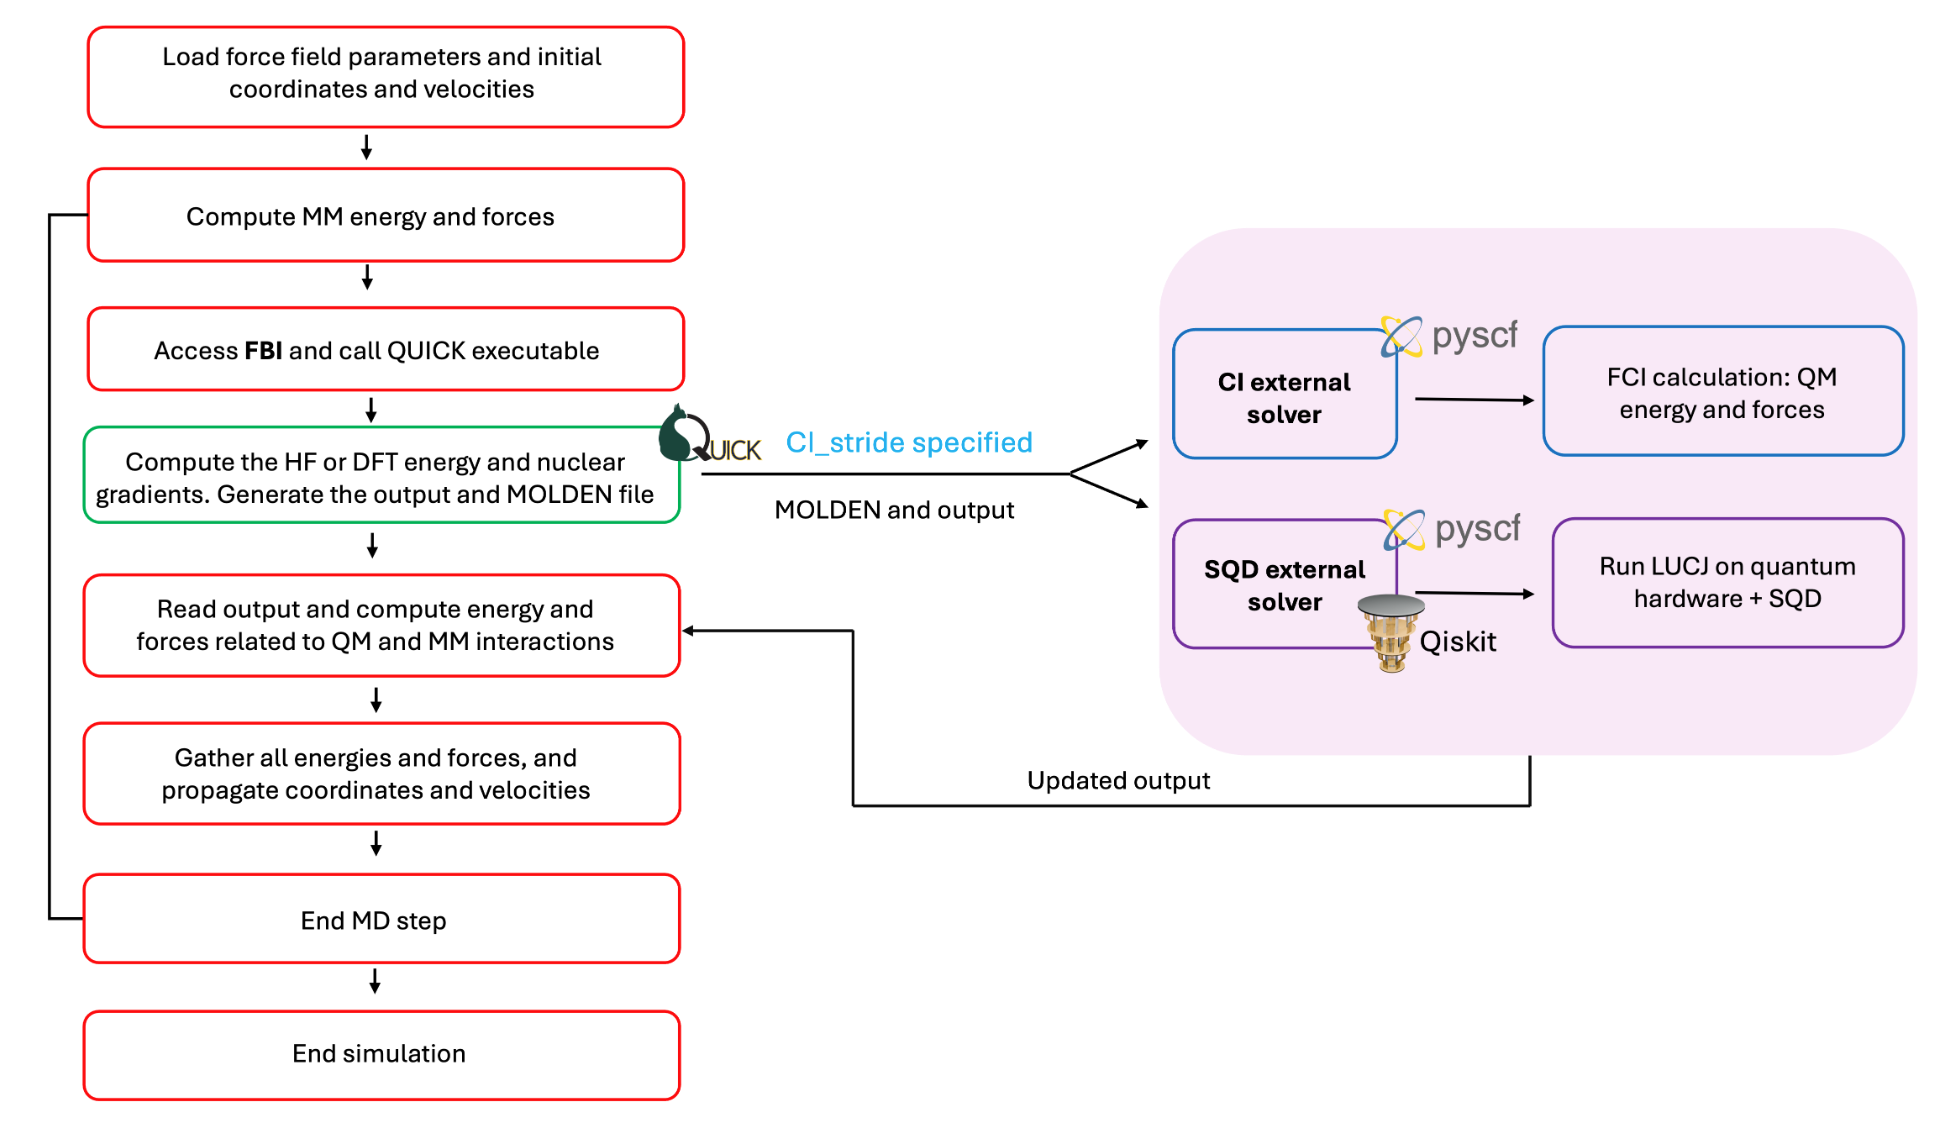 Load force field parameters and initial
coordinates and velocities
Compute MM energy and forces
Access FBI and call QUICK executable
Compute the HF or DFT energy and nuclear
gradients. Generate the output and MOLDEN file
QUICK
CI_stride specified
MOLDEN and output
CI external
solver
pyscf
FCI calculation: QM
energy and forces
SQD external
solver
pyscf
Qiskit
Run LUCJ on quantum
hardware + SQD
Updated output
Read output and compute energy and
forces related to QM and MM interactions
Gather all energies and forces, and
propagate coordinates and velocities
End MD step
End simulation